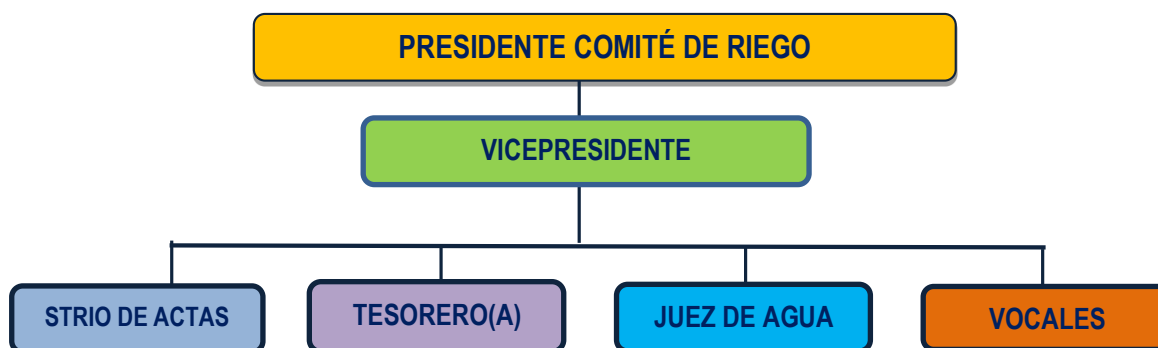 PRESIDENTE COMITÉ DE RIEGO
VICEPRESIDENTE
STRIO DE ACTAS
TESORERO(A)
JUEZ DE AGUA
VOCALES